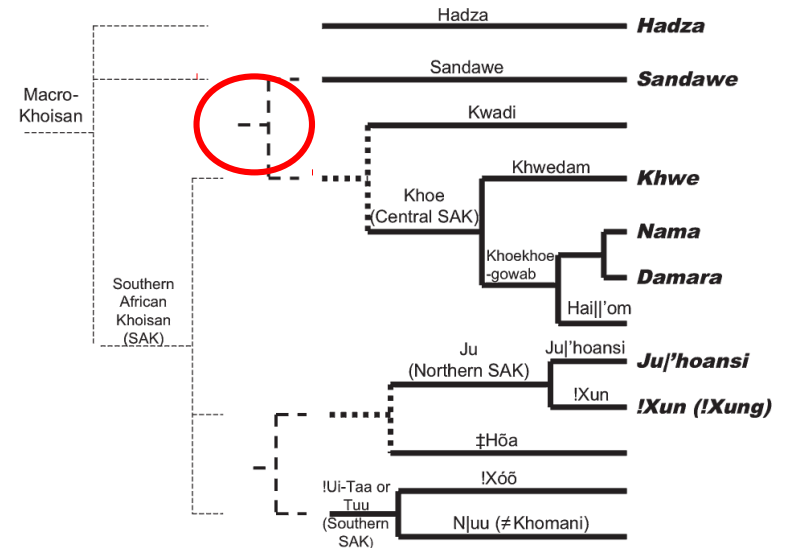 Hadza
Hadza
Sandawe
Sandawe
Macro-
Khoisan
Kwadi
Khwedam
Khwe
Khoe
(Central SAK)
Nama
Khoekhoe
-gowab
Damara
Southern
African
Khoisan
(SAK)
Hai||’om
Ju
(Northern SAK)
Ju|’hoansi
Ju|’hoansi
!Xun
!Xun (!Xung)
‡Hõa
!Ui-Taa or
Tuu
(Southern
SAK)
!Xóõ
N|uu (≠Khomani)